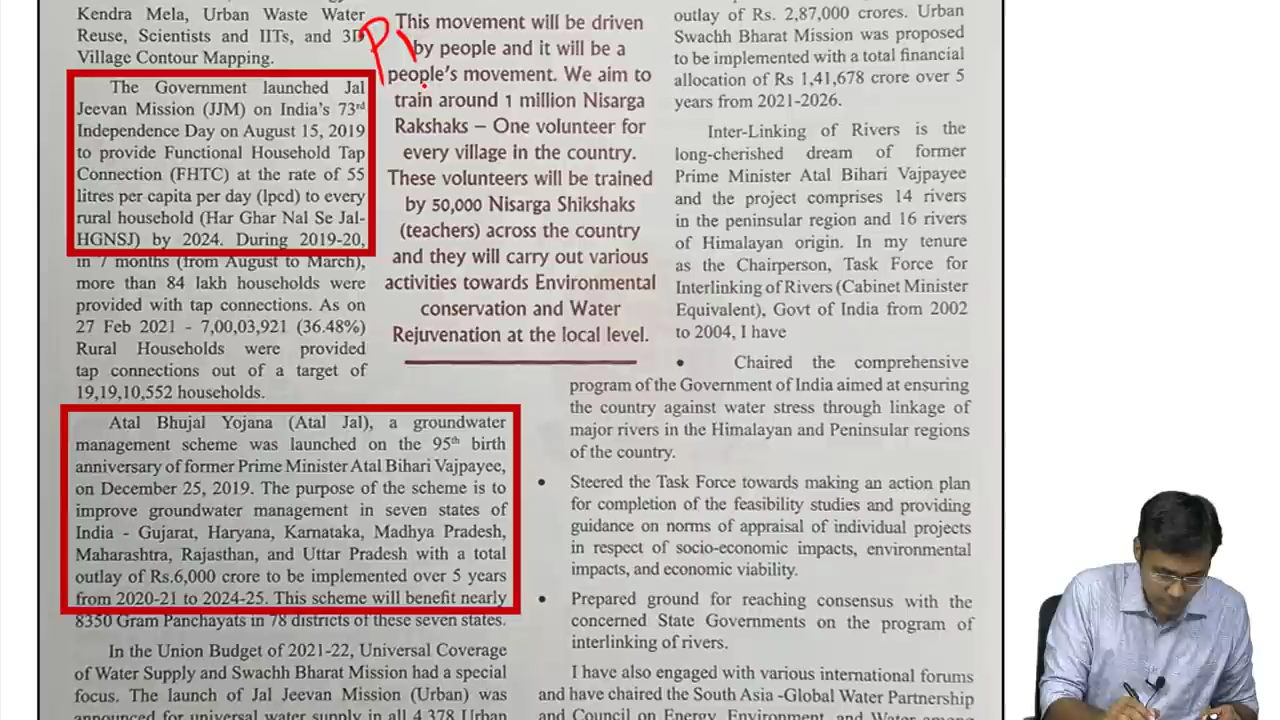 Kendra Mela, Urban Waste Water
Reuse, Scientists and IITs, and 3D
Village Contour Mapping.
The Government launched Jal
Jeevan Mission (JJM) on India's 73rd
Independence Day on August 15, 2019
to provide Functional Household Tap
Connection (FHTC) at the rate of 55
litres per capita per day (lpcd) to every
rural household (Har Ghar Nal Se Jal-
HGNSJ) by 2024. During 2019-20,
in 7 months (from August to March),
more than 84 lakh households were
provided with tap connections. As on
27 Feb 2021 - 7,00,03,921 (36.48%)
Rural Households were provided
tap connections out of a target of
19,19,10,552 households.
Atal Bhujal Yojana (Atal Jal), a groundwater
management scheme was launched on the 95th birth
anniversary of former Prime Minister Atal Bihari Vajpayee,
on December 25, 2019. The purpose of the scheme is to
improve groundwater management in seven states of
India - Gujarat, Haryana, Karnataka, Madhya Pradesh,
Maharashtra, Rajasthan, and Uttar Pradesh with a total
outlay of Rs.6,000 crore to be implemented over 5 years
from 2020-21 to 2024-25. This scheme will benefit nearly
8350 Gram Panchayats in 78 districts of these seven states.
In the Union Budget of 2021-22, Universal Coverage
of Water Supply and Swachh Bharat Mission had a special
focus. The launch of Jal Jeevan Mission (Urban) was
announced for universal water supply in all 4,378 Urban
This movement will be driven
by people and it will be a
people's movement. We aim to
train around 1 million Nisarga
Rakshaks – One volunteer for
every village in the country.
These volunteers will be trained
by 50,000 Nisarga Shikshaks
(teachers) across the country
and they will carry out various
activities towards Environmental
conservation and Water
Rejuvenation at the local level.
outlay of Rs. 2,87,000 crores. Urban
Swachh Bharat Mission was proposed
to be implemented with a total financial
allocation of Rs 1,41,678 crore over 5
years from 2021-2026.
Inter-Linking of Rivers is the
long-cherished dream of former
Prime Minister Atal Bihari Vajpayee
and the project comprises 14 rivers
in the peninsular region and 16 rivers
of Himalayan origin. In my tenure
as the Chairperson, Task Force for
Interlinking of Rivers (Cabinet Minister
Equivalent), Govt of India from 2002
to 2004, I have
• Chaired the comprehensive
program of the Government of India aimed at ensuring
the country against water stress through linkage of
major rivers in the Himalayan and Peninsular regions
of the country.
• Steered the Task Force towards making an action plan
for completion of the feasibility studies and providing
guidance on norms of appraisal of individual projects
in respect of socio-economic impacts, environmental
impacts, and economic viability.
• Prepared ground for reaching consensus with the
concerned State Governments on the program of
interlinking of rivers.
I have also engaged with various international forums
and have chaired the South Asia -Global Water Partnership
and Council on Energy, Environment, and Water among